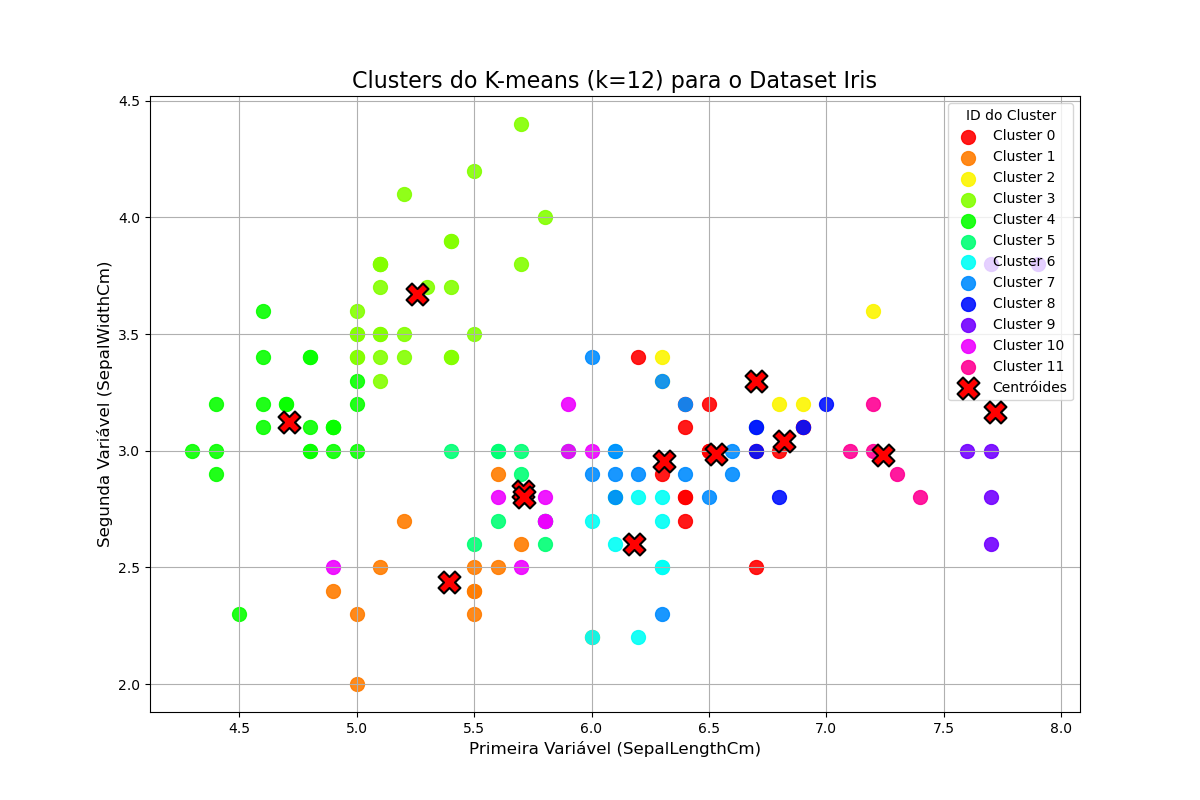 Clusters do K-means (k=12) para o Dataset Iris
4.5
4.0
3.5
3.0
2.5
2.0
Segunda Variável (SepalWidthCm)
ID do Cluster
Cluster 0
Cluster 1
Cluster 2
Cluster 3
Cluster 4
Cluster 5
Cluster 6
Cluster 7
Cluster 8
Cluster 9
Cluster 10
Cluster 11
Centróides
4.5 5.0 5.5 6.0 6.5 7.0 7.5 8.0
Primeira Variável (SepalLengthCm)